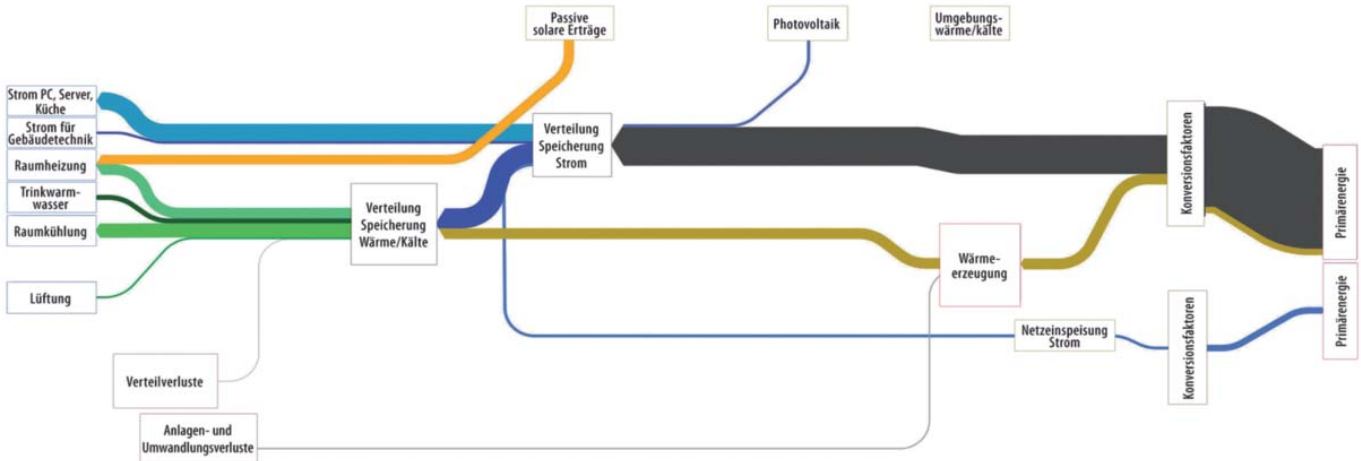 Passive
solare Erträge
Photovoltaik
Umgebungs-
wärme/kälte
Strom PC, Server,
Küche
Strom für
Gebäudetechnik
Raumheizung
Trinkwarm-
wasser
Raumkühlung
Lüftung
Verteilverluste
Anlagen- und
Umwandlungsverluste
Verteilung
Speicherung
Wärme/Kälte
Verteilung
Speicherung
Strom
Wärme-
erzeugung
Netzeinspeisung
Strom
Konversionsfaktoren
Konversionsfaktoren
Primärenergie
Primärenergie